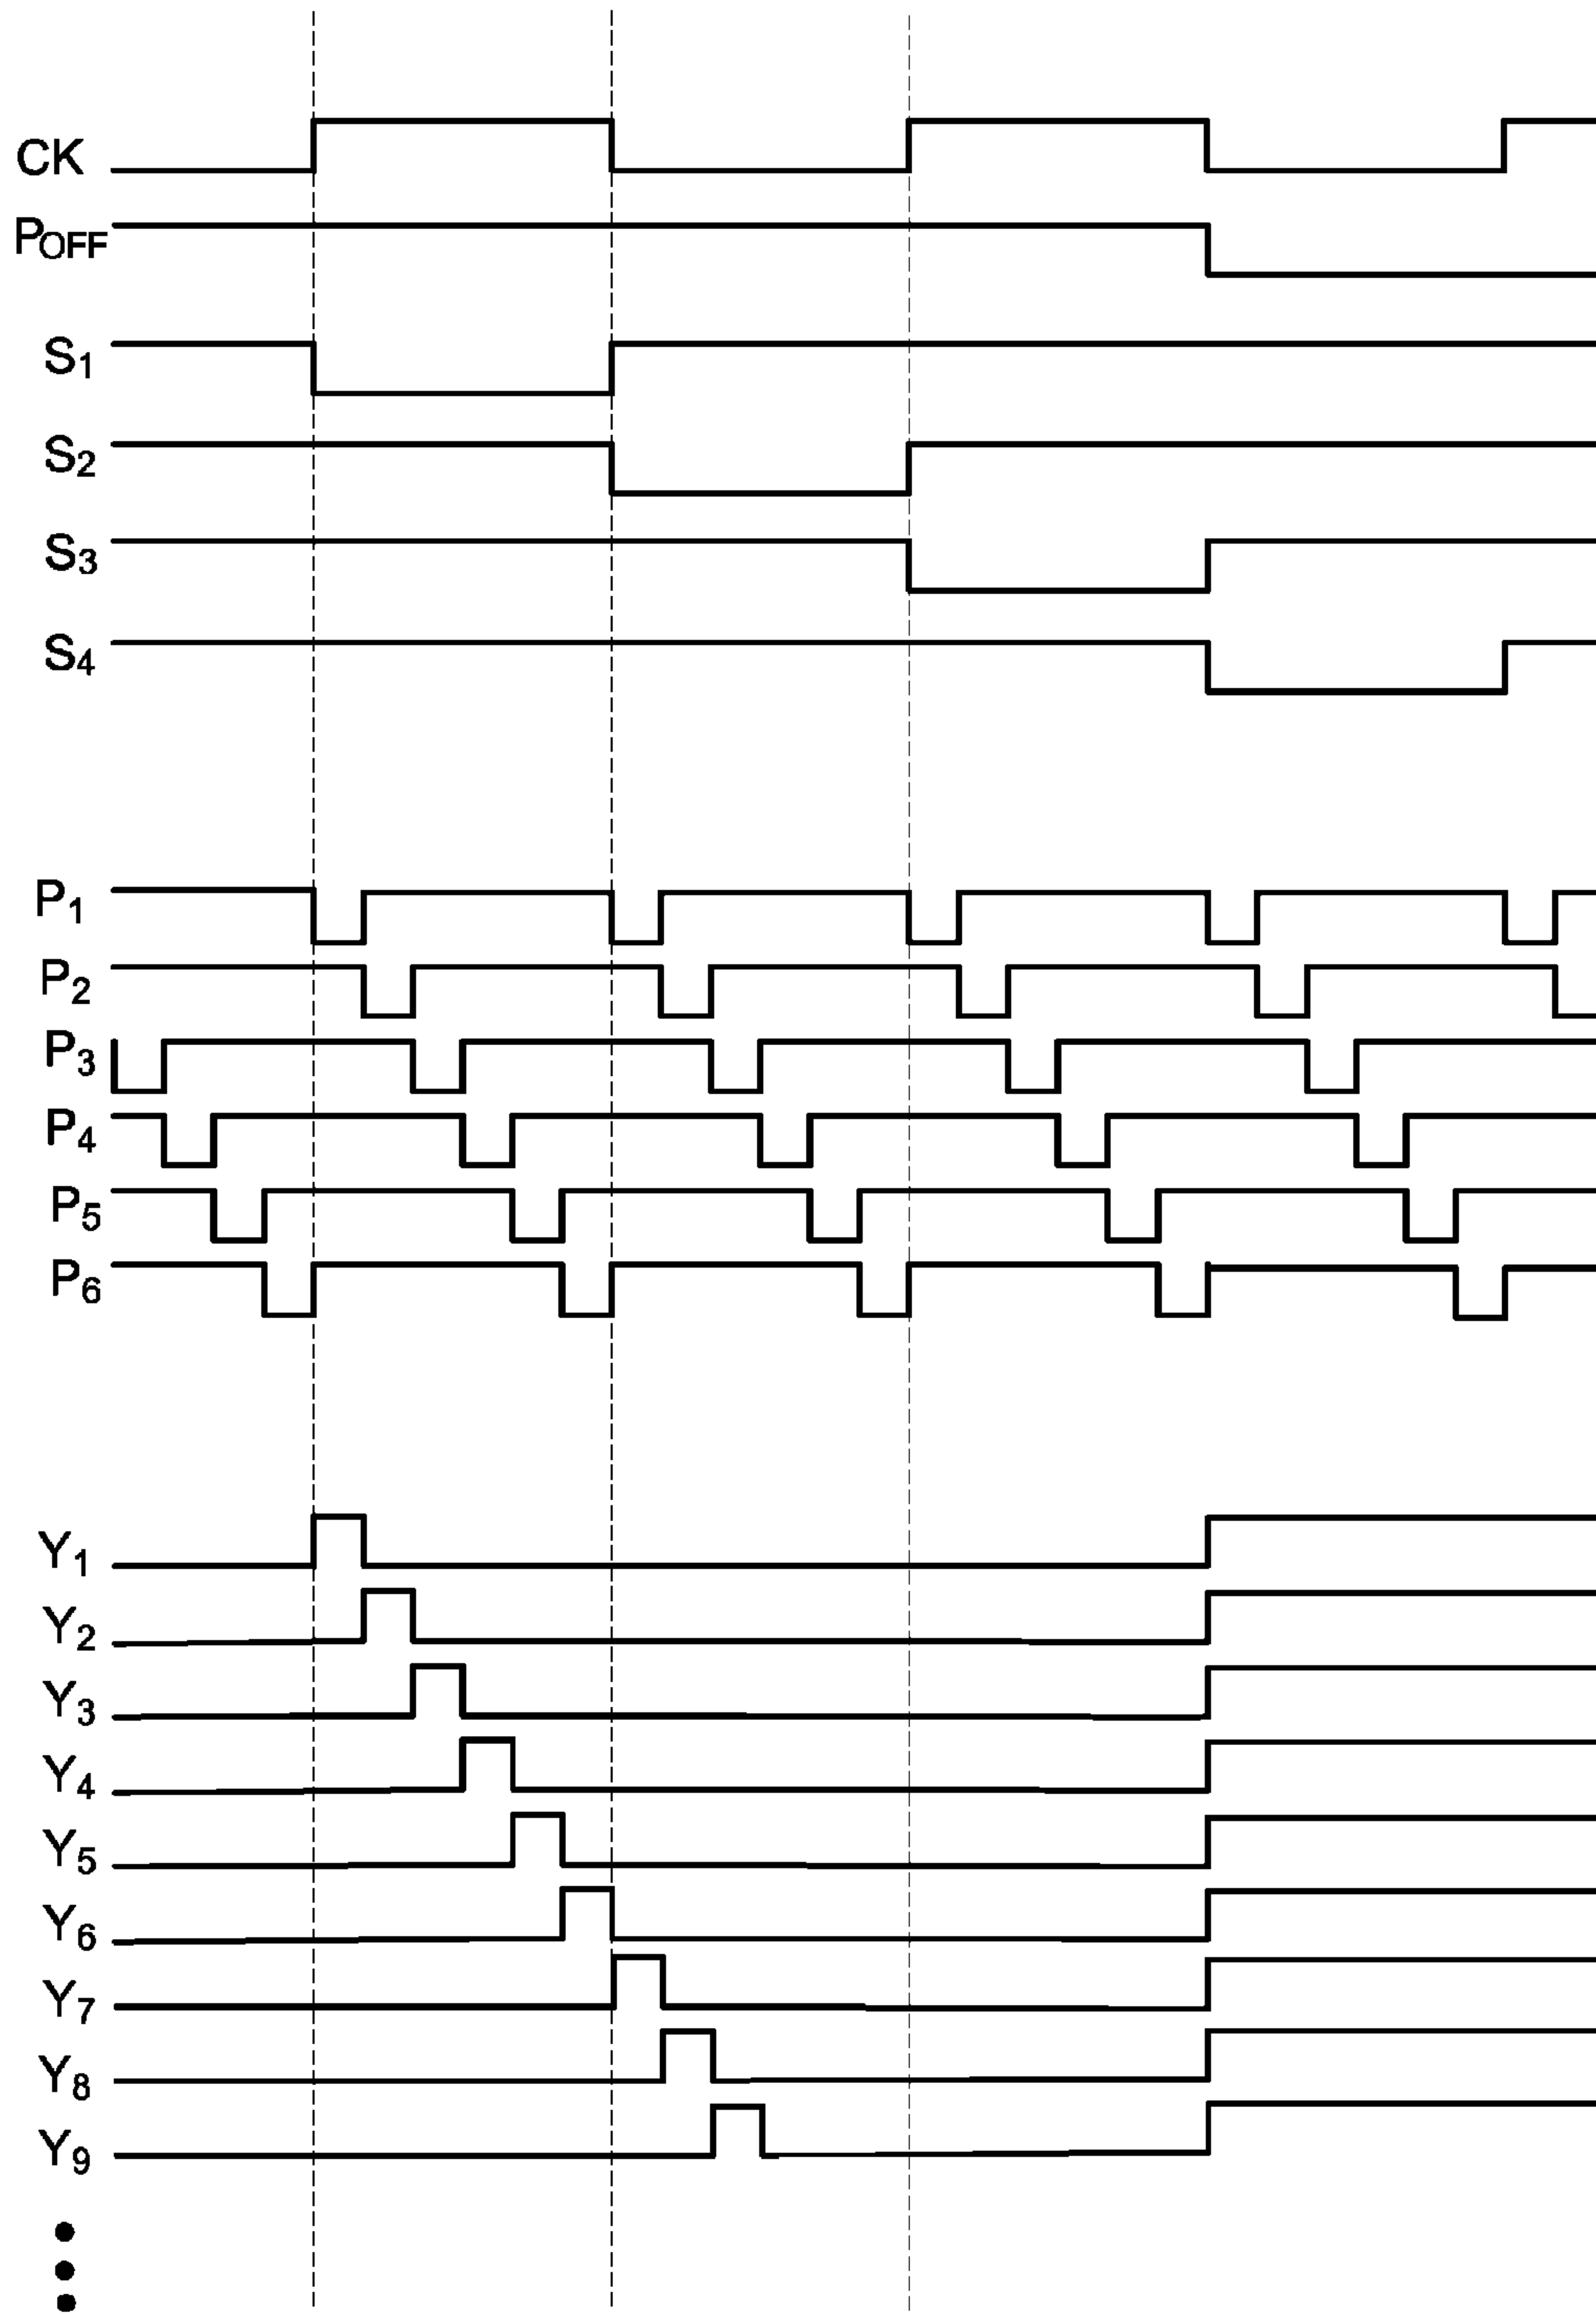 CK
P_OFF
S₁
S₂
S₃
S₄
P₁
P₂
P₃
P₄
P₅
P₆
Y₁
Y₂
Y₃
Y₄
Y₅
Y₆
Y₇
Y₈
Y₉